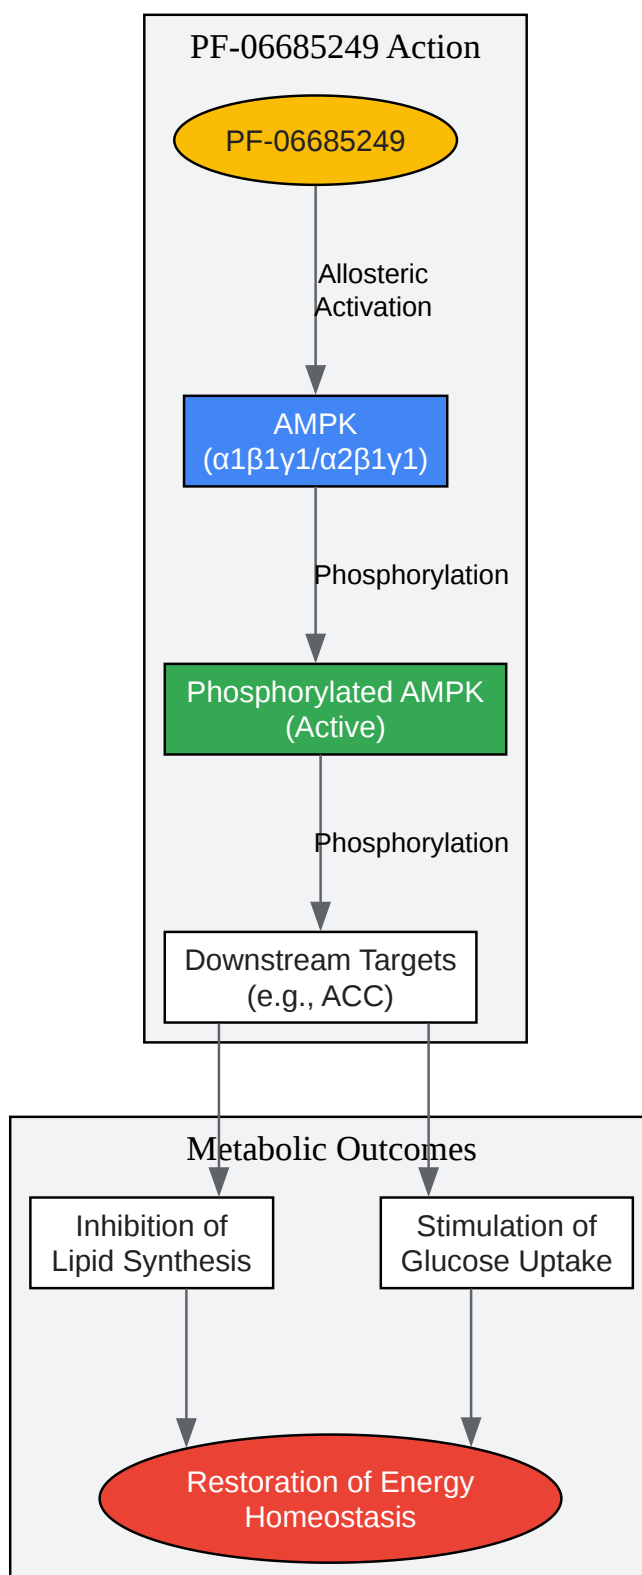 PF-06685249 Action
PF-06685249
Allosteric
Activation
AMPK
(α1β1γ1/α2β1γ1)
Phosphorylation
Phosphorylated AMPK
(Active)
Phosphorylation
Downstream Targets
(e.g., ACC)
Metabolic Outcomes
Inhibition of
Lipid Synthesis
Stimulation of
Glucose Uptake
Restoration of Energy
Homeostasis